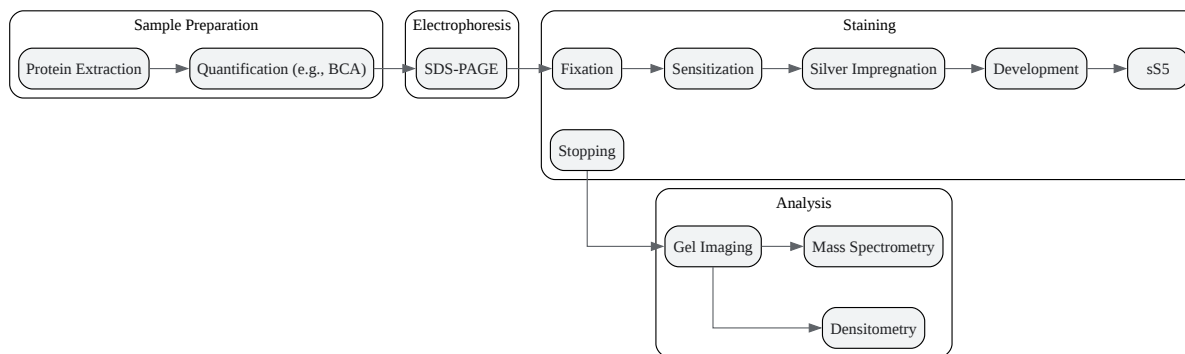 Sample Preparation
Protein Extraction
Quantification (e.g., BCA)
Electrophoresis
SDS-PAGE
Staining
Fixation
Sensitization
Silver Impregnation
Development
sS5
Stopping
Analysis
Gel Imaging
Mass Spectrometry
Densitometry